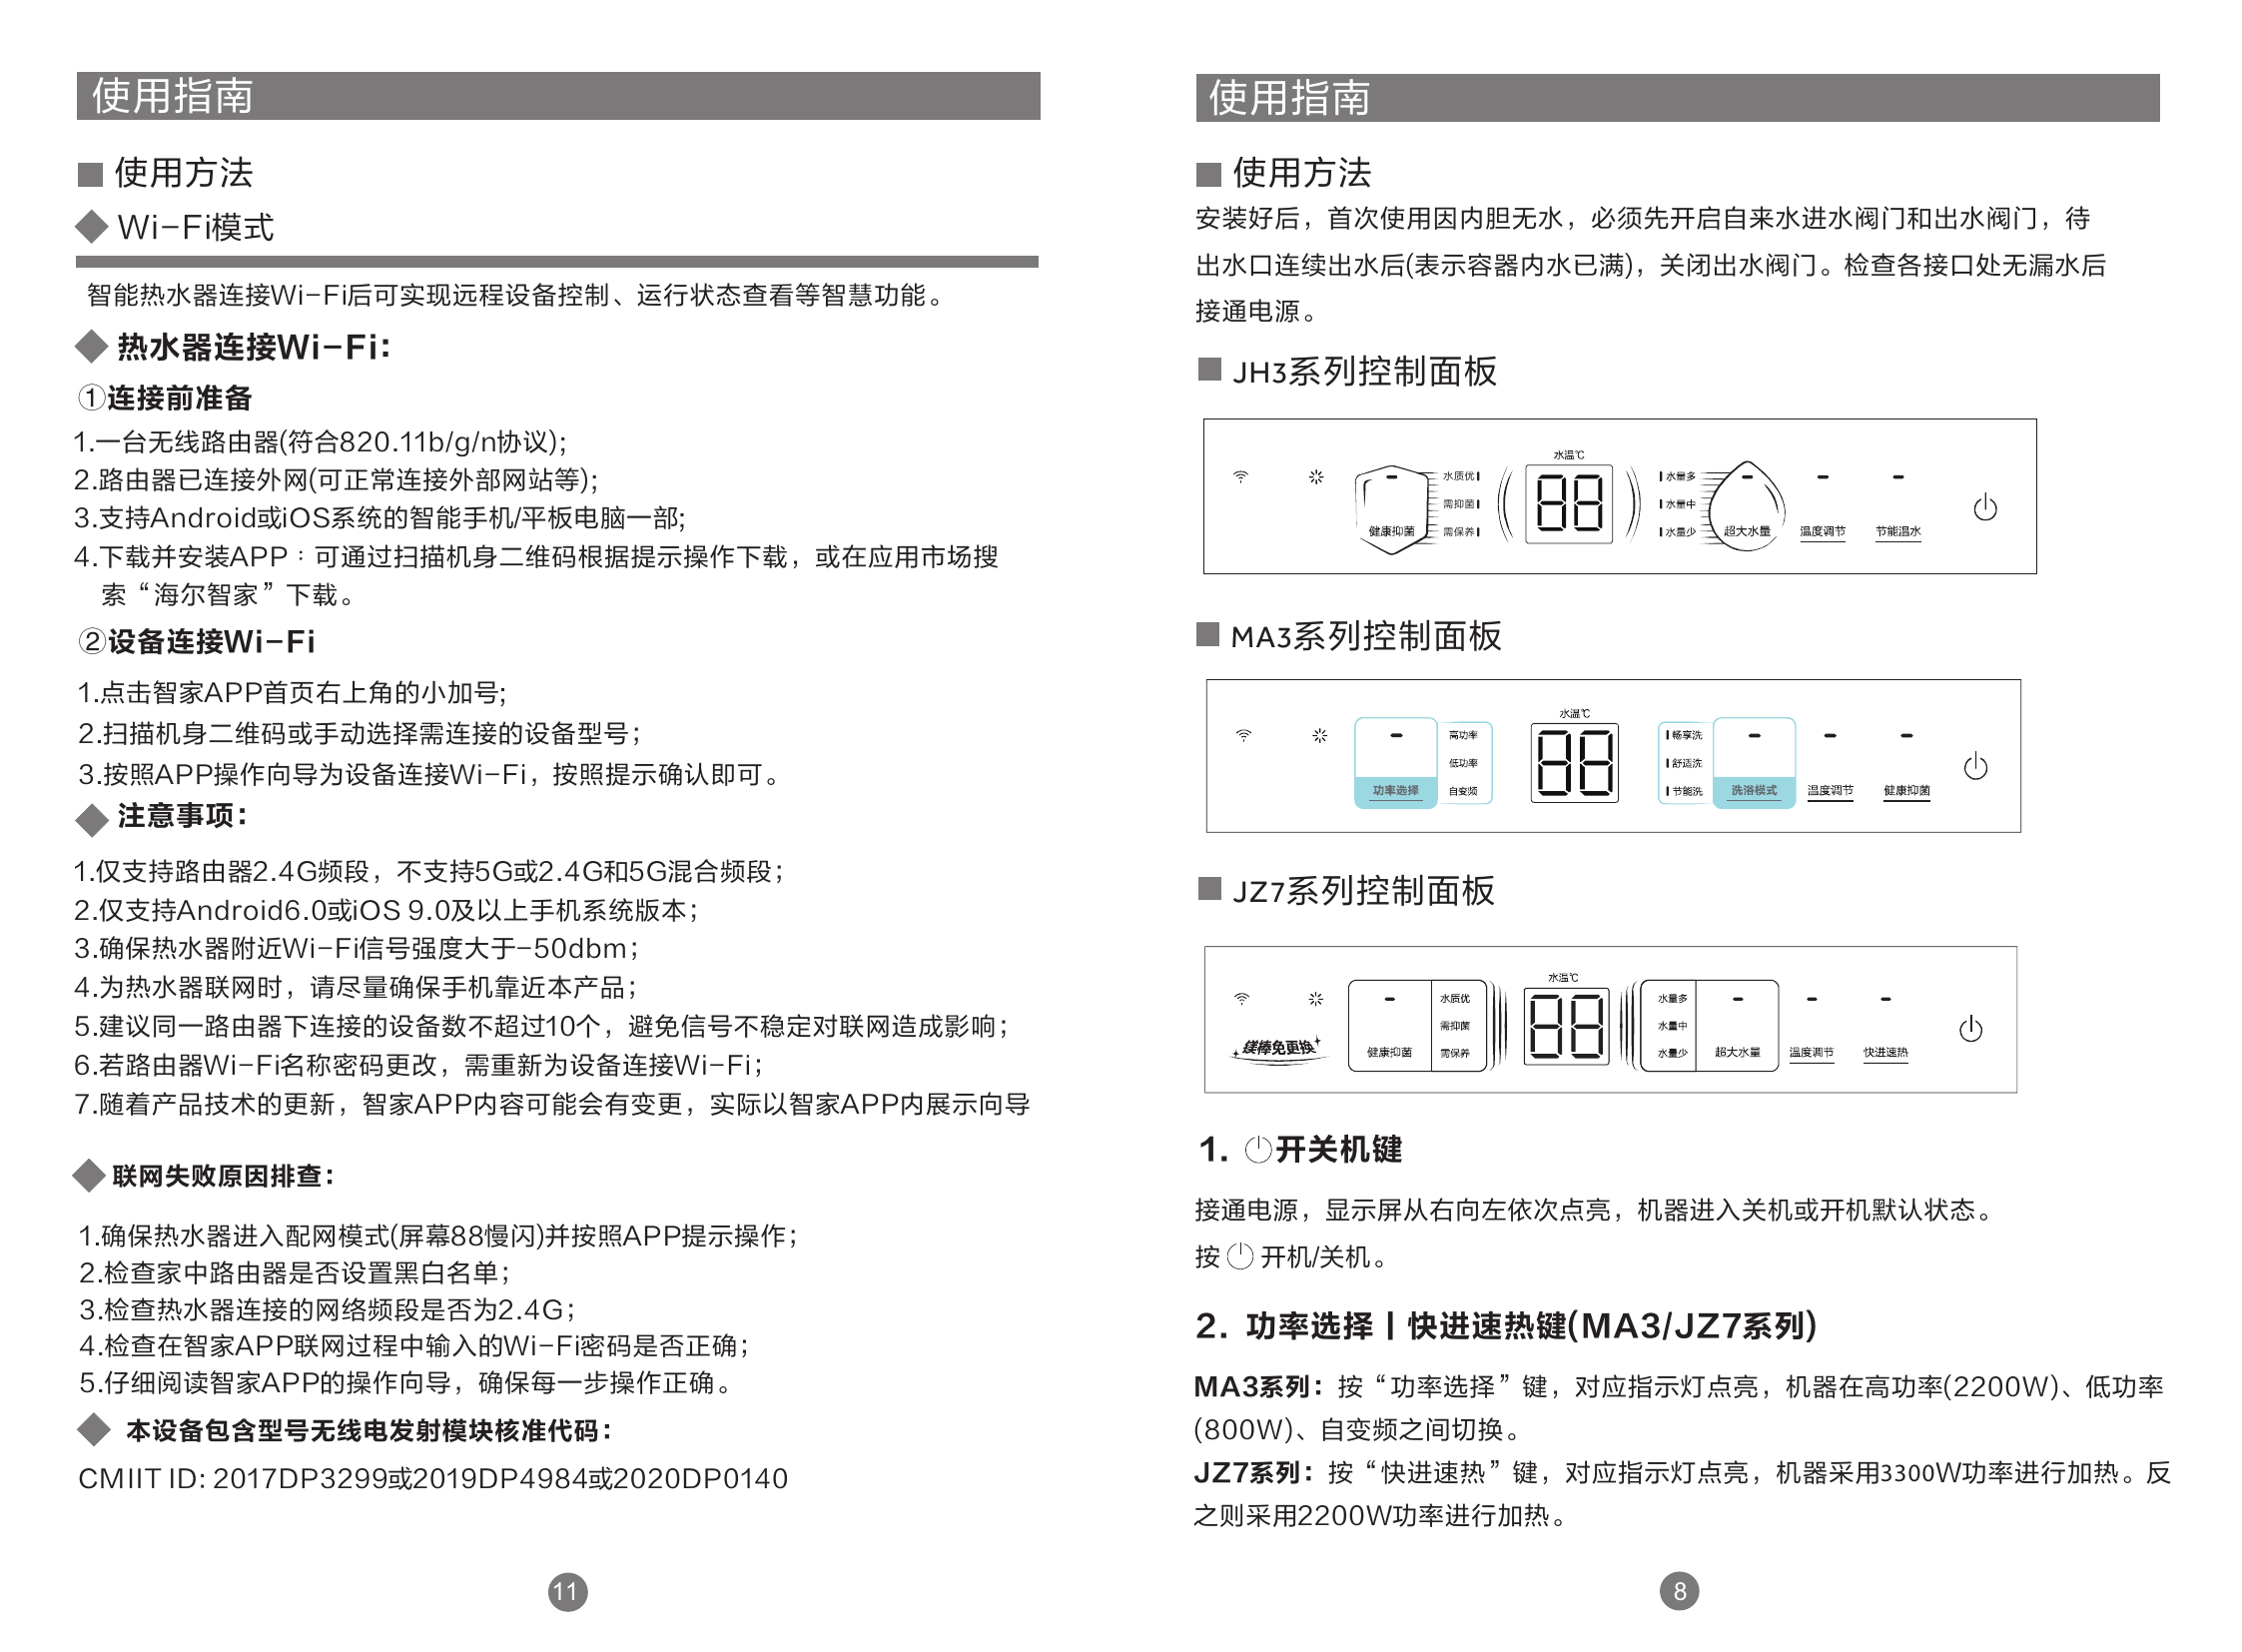 使用指南
使用方法
Wi-Fi模式
智能热水器连接Wi-Fi后可实现远程设备控制、运行状态查看等智慧功能。
热水器连接Wi-Fi：
①连接前准备
1.一台无线路由器(符合820.11b/g/n协议)；
2.路由器已连接外网(可正常连接外部网站等)；
3.支持Android或iOS系统的智能手机/平板电脑一部；
4.下载并安装APP：可通过扫描机身二维码根据提示操作下载，或在应用市场搜
索“海尔智家”下载。
②设备连接Wi-Fi
1.点击智家APP首页右上角的小加号；
2.扫描机身二维码或手动选择需连接的设备型号；
3.按照APP操作向导为设备连接Wi-Fi，按照提示确认即可。
注意事项：
1.仅支持路由器2.4G频段，不支持5G或2.4G和5G混合频段；
2.仅支持Android6.0或iOS 9.0及以上手机系统版本；
3.确保热水器附近Wi-Fi信号强度大于-50dbm；
4.为热水器联网时，请尽量确保手机靠近本产品；
5.建议同一路由器下连接的设备数不超过10个，避免信号不稳定对联网造成影响；
6.若路由器Wi-Fi名称密码更改，需重新为设备连接Wi-Fi；
7.随着产品技术的更新，智家APP内容可能会有变更，实际以智家APP内展示向导
联网失败原因排查：
1.确保热水器进入配网模式(屏幕88慢闪)并按照APP提示操作；
2.检查家中路由器是否设置黑白名单；
3.检查热水器连接的网络频段是否为2.4G；
4.检查在智家APP联网过程中输入的Wi-Fi密码是否正确；
5.仔细阅读智家APP的操作向导，确保每一步操作正确。
本设备包含型号无线电发射模块核准代码：
CMIIT ID: 2017DP3299或2019DP4984或2020DP0140
11
使用指南
使用方法
安装好后，首次使用因内胆无水，必须先开启自来水进水阀门和出水阀门，待
出水口连续出水后(表示容器内水已满)，关闭出水阀门。检查各接口处无漏水后
接通电源。
JH3系列控制面板
水温℃
88
健康抑菌
水质优
需抑菌
需保养
水量多
水量中
水量少
超大水量
温度调节
节能温水
MA3系列控制面板
水温℃
88
功率选择
高功率
低功率
自变频
畅享洗
舒适洗
节能洗
洗浴模式
温度调节
健康抑菌
JZ7系列控制面板
水温℃
88
镁棒免更换
健康抑菌
水质优
需抑菌
需保养
水量多
水量中
水量少
超大水量
温度调节
快进速热
1. 开关机键
接通电源，显示屏从右向左依次点亮，机器进入关机或开机默认状态。
按 开机/关机。
2. 功率选择 | 快进速热键(MA3/JZ7系列)
MA3系列：按“功率选择”键，对应指示灯点亮，机器在高功率(2200W)、低功率
(800W)、自变频之间切换。
JZ7系列：按“快进速热”键，对应指示灯点亮，机器采用3300W功率进行加热。反
之则采用2200W功率进行加热。
8